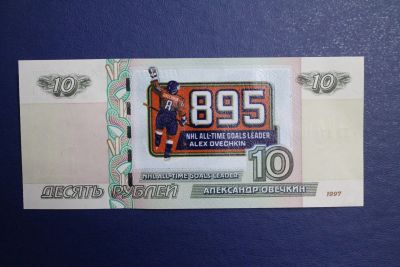 10
10
895
NHL ALL-TIME GOALS LEADER
ALEX OVECHKIN
10
NHL ALL-TIME GOALS LEADER
ДЕСЯТЬ РУБЛЕЙ
АЛЕКСАНДР ОВЕЧКИН
1997